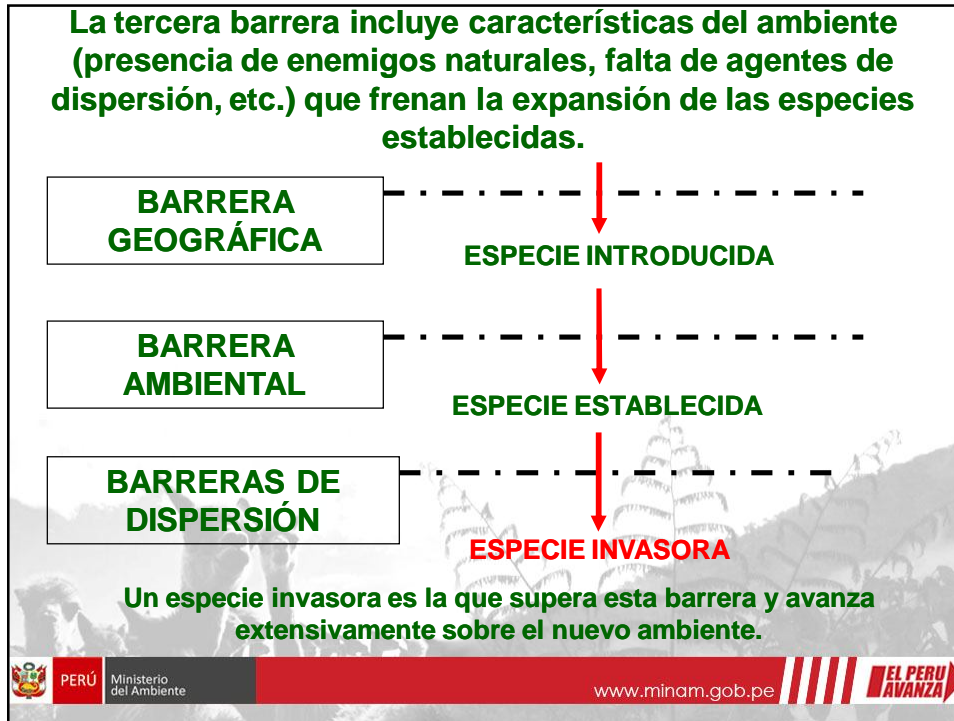 La tercera barrera incluye características del ambiente
(presencia de enemigos naturales, falta de agentes de
dispersión, etc.) que frenan la expansión de las especies
establecidas.
BARRERA
GEOGRÁFICA
ESPECIE INTRODUCIDA
BARRERA
AMBIENTAL
ESPECIE ESTABLECIDA
BARRERAS DE
DISPERSIÓN
ESPECIE INVASORA
Un especie invasora es la que supera esta barrera y avanza
extensivamente sobre el nuevo ambiente.
PERÚ
Ministerio
del Ambiente
www.minam.gob.pe
EL PERU
AVANZA